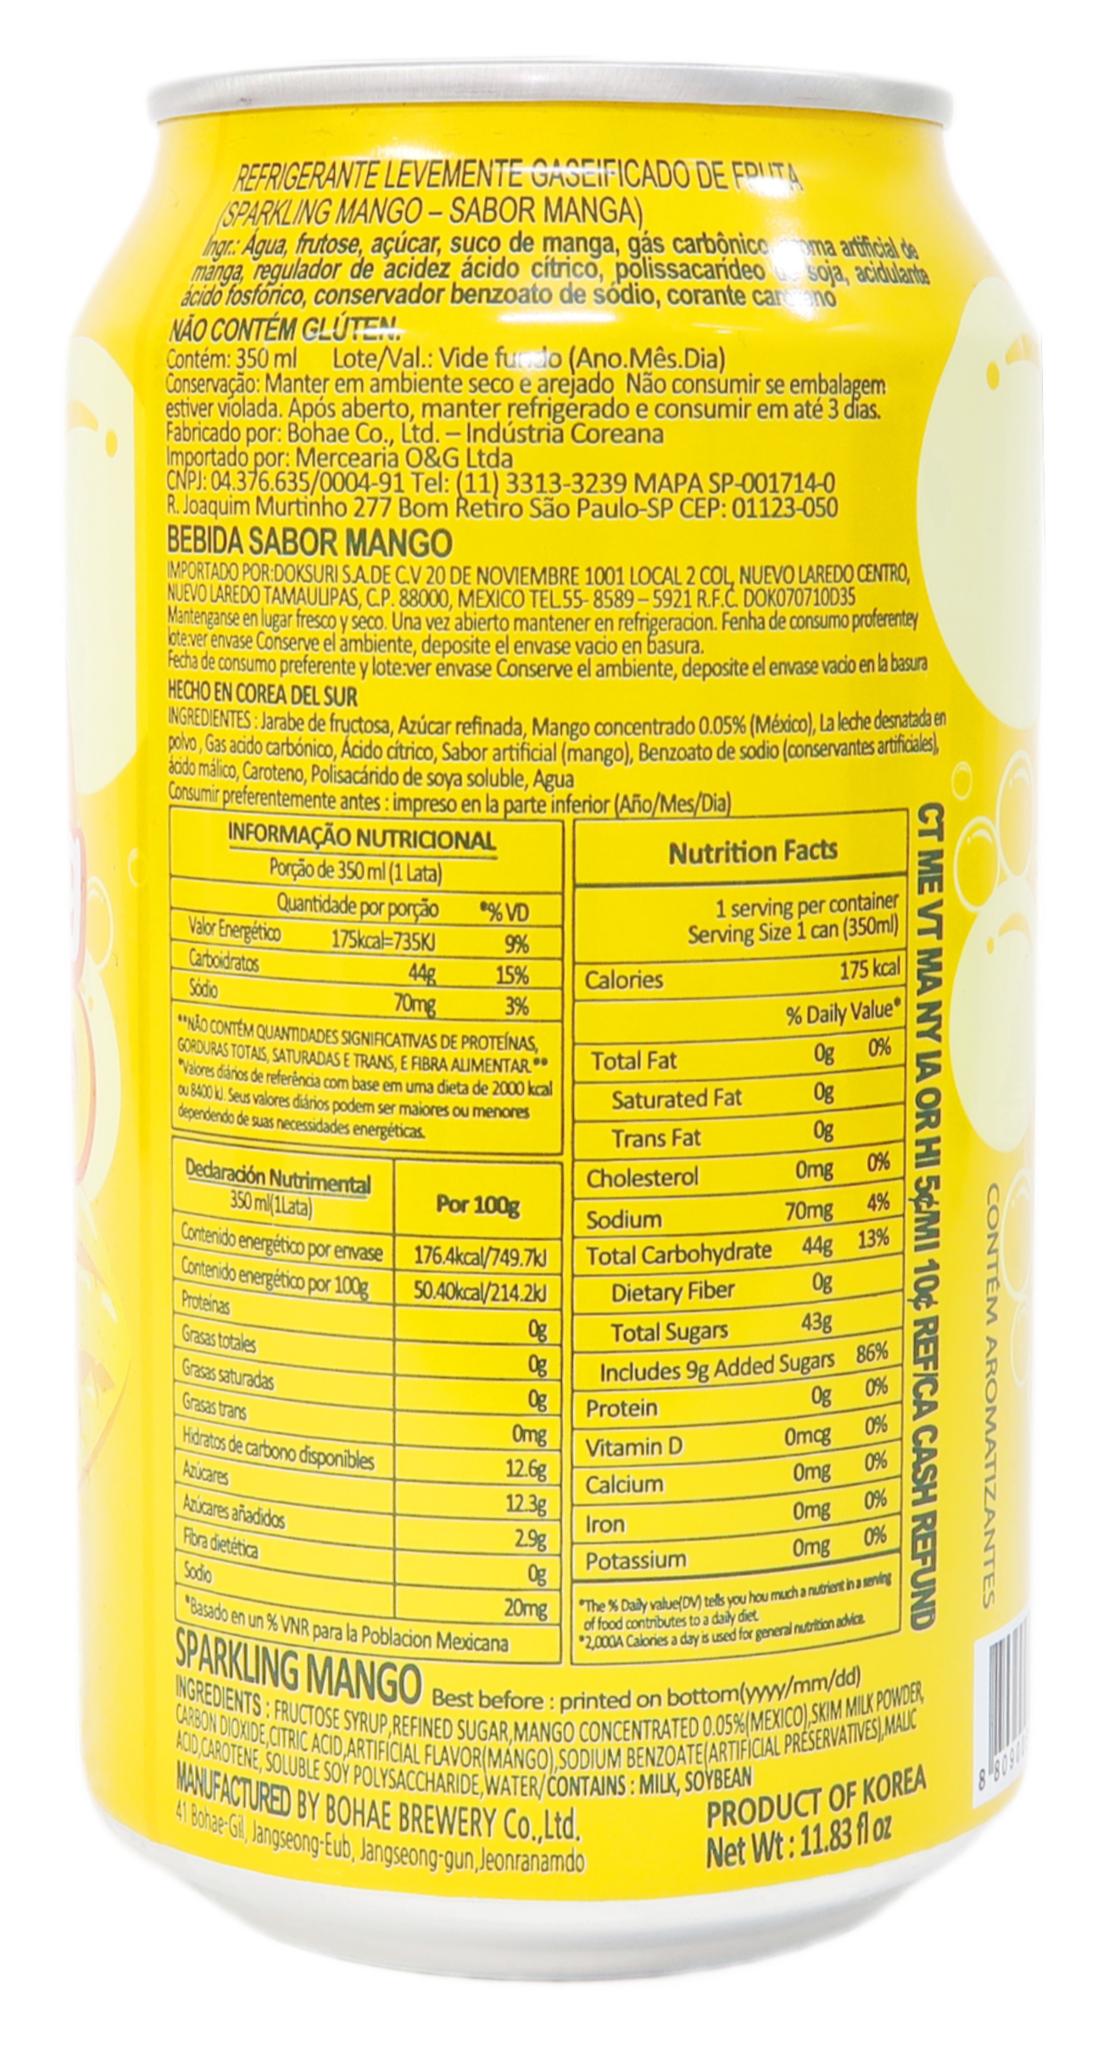 REFRIGERANTE LEVEMENTE GASEIFICADO DE FRUTA
(SPARKLING MANGO – SABOR MANGA)
Ingr.: Água, frutose, açúcar, suco de manga, gás carbônico, artificial de
manga, regulador de acidez ácido cítrico, polissacarídeo soja, acidulante
ácido fosfórico, conservador benzoato de sódio, corante
NÃO CONTÉM GLÚTEN.
Contém: 350 ml Lote/Val.: Vide fundo (Ano.Mês.Dia)
Conservação: Manter em ambiente seco e arejado Não consumir se embalagem
estiver violada. Após aberto, manter refrigerado e consumir em até 3 dias.
Fabricado por: Bohae Co., Ltd. – Indústria Coreana
Importado por: Mercearia O&G Ltda
CNPJ: 04.376.635/0004-91 Tel: (11) 3313-3239 MAPA SP-001714-0
R. Joaquim Murtinho 277 Bom Retiro São Paulo-SP CEP: 01123-050
BEBIDA SABOR MANGO
IMPORTADO POR:DOKSURI S.A.DE C.V 20 DE NOVIEMBRE 1001 LOCAL 2 COL, NUEVO LAREDO CENTRO,
NUEVO LAREDO TAMAULIPAS, C.P. 88000, MEXICO TEL.55- 8589 – 5921 R.F.C. DOK070710D35
Mantenganse en lugar fresco y seco. Una vez abierto mantener en refrigeracion. Fenha de consumo proferentey
lote:ver envase Conserve el ambiente, deposite el envase vacio en basura.
Fecha de consumo preferente y lote:ver envase Conserve el ambiente, deposite el envase vacio en la basura
HECHO EN COREA DEL SUR
INGREDIENTES : Jarabe de fructosa, Azúcar refinada, Mango concentrado 0.05% (México), La leche desnatada en
polvo , Gas acido carbónico, Ácido cítrico, Sabor artificial (mango), Benzoato de sodio (conservantes artificiales),
ácido málico, Caroteno, Polisacárido de soya soluble, Agua
Consumir preferentemente antes : impreso en la parte inferior (Año/Mes/Dia)
INFORMAÇÃO NUTRICIONAL
Porção de 350 ml (1 Lata)
Quantidade por porção *% VD
Valor Energético 175kcal=735KJ 9%
Carboidratos 44g 15%
Sódio 70mg 3%
**NÃO CONTÉM QUANTIDADES SIGNIFICATIVAS DE PROTEÍNAS,
GORDURAS TOTAIS, SATURADAS E TRANS, E FIBRA ALIMENTAR.**
*Valores diários de referência com base em uma dieta de 2000 kcal
ou 8400 kJ. Seus valores diários podem ser maiores ou menores
dependendo de suas necessidades energéticas.
Declaración Nutrimental
350 ml(1Lata)
Por 100g
Contenido energético por envase 176.4kcal/749.7kJ
Contenido energético por 100g 50.40kcal/214.2kJ
Proteinas 0g
Grasas totales 0g
Grasas saturadas 0g
Grasas trans 0mg
Hidratos de carbono disponibles 12.6g
Azúcares 12.3g
Azúcares añadidos 2.9g
Fibra dietética 0g
Sodio 20mg
*Basado en un % VNR para la Poblacion Mexicana
Nutrition Facts
1 serving per container
Serving Size 1 can (350ml)
Calories 175 kcal
% Daily Value*
Total Fat 0g 0%
Saturated Fat 0g
Trans Fat 0g
Cholesterol 0mg 0%
Sodium 70mg 4%
Total Carbohydrate 44g 13%
Dietary Fiber 0g
Total Sugars 43g
Includes 9g Added Sugars 86%
Protein 0g 0%
Vitamin D 0mcg 0%
Calcium 0mg 0%
Iron 0mg 0%
Potassium 0mg 0%
*The % Daily value(DV) tells you hou much a nutrient in a serving
of food contributes to a daily diet.
*2,000A Calories a day is used for general nutrition advice.
CT ME VT MA NY IA OR HI 5¢MI 10¢ REF/CA CASH REFUND
CONTÉM AROMATIZANTES
SPARKLING MANGO Best before : printed on bottom(yyyy/mm/dd)
INGREDIENTS : FRUCTOSE SYRUP,REFINED SUGAR,MANGO CONCENTRATED 0.05%(MEXICO),SKIM MILK POWDER,
CARBON DIOXIDE,CITRIC ACID,ARTIFICIAL FLAVOR(MANGO),SODIUM BENZOATE(ARTIFICIAL PRESERVATIVES),MALIC
ACID,CAROTENE, SOLUBLE SOY POLYSACCHARIDE,WATER/CONTAINS : MILK, SOYBEAN
MANUFACTURED BY BOHAE BREWERY Co.,Ltd.
41 Bohae-Gil, Jangseong-Eub, Jangseong-gun,Jeonranamdo
PRODUCT OF KOREA
Net Wt : 11.83 fl oz